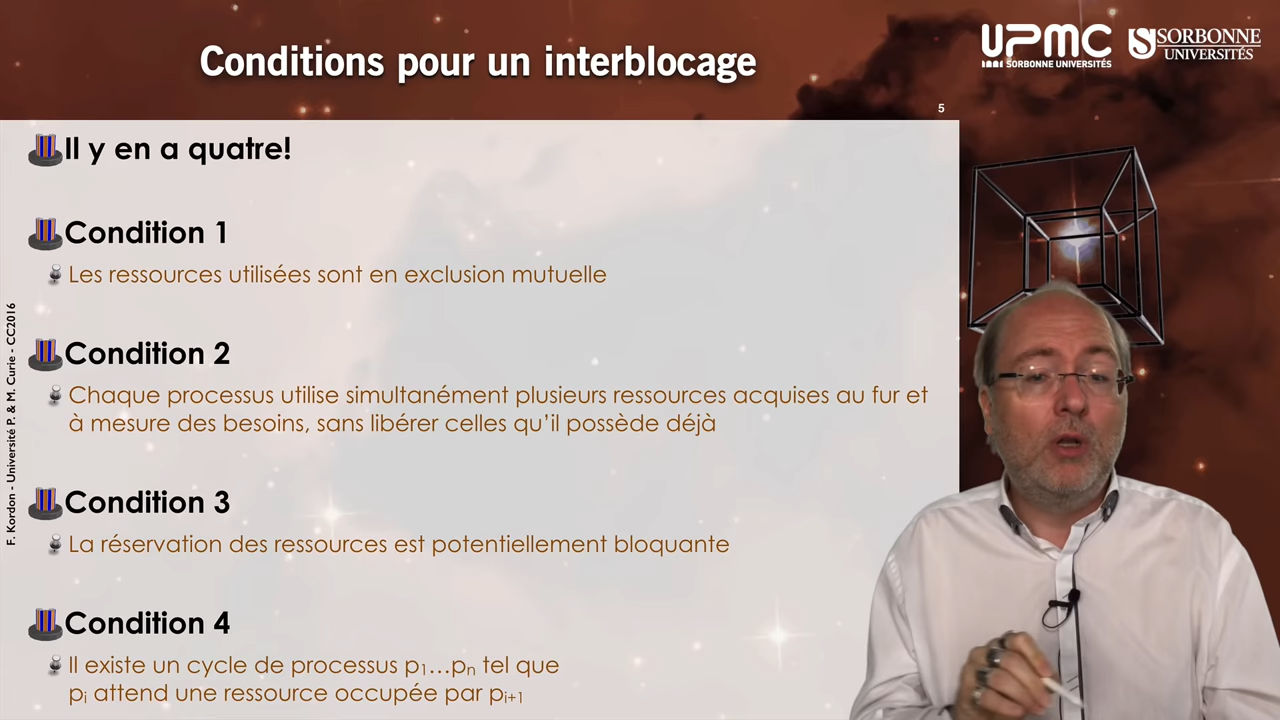 Conditions pour un interblocage
UPMC
SORBONNE UNIVERSITÉS
SORBONNE
UNIVERSITÉS
5
Il y en a quatre!
Condition 1
Les ressources utilisées sont en exclusion mutuelle
Condition 2
Chaque processus utilise simultanément plusieurs ressources acquises au fur et
à mesure des besoins, sans libérer celles qu'il possède déjà
Condition 3
La réservation des ressources est potentiellement bloquante
Condition 4
Il existe un cycle de processus p₁…pₙ tel que
pᵢ attend une ressource occupée par pᵢ₊₁
F. Kordon - Université P. & M. Curie - CC2016